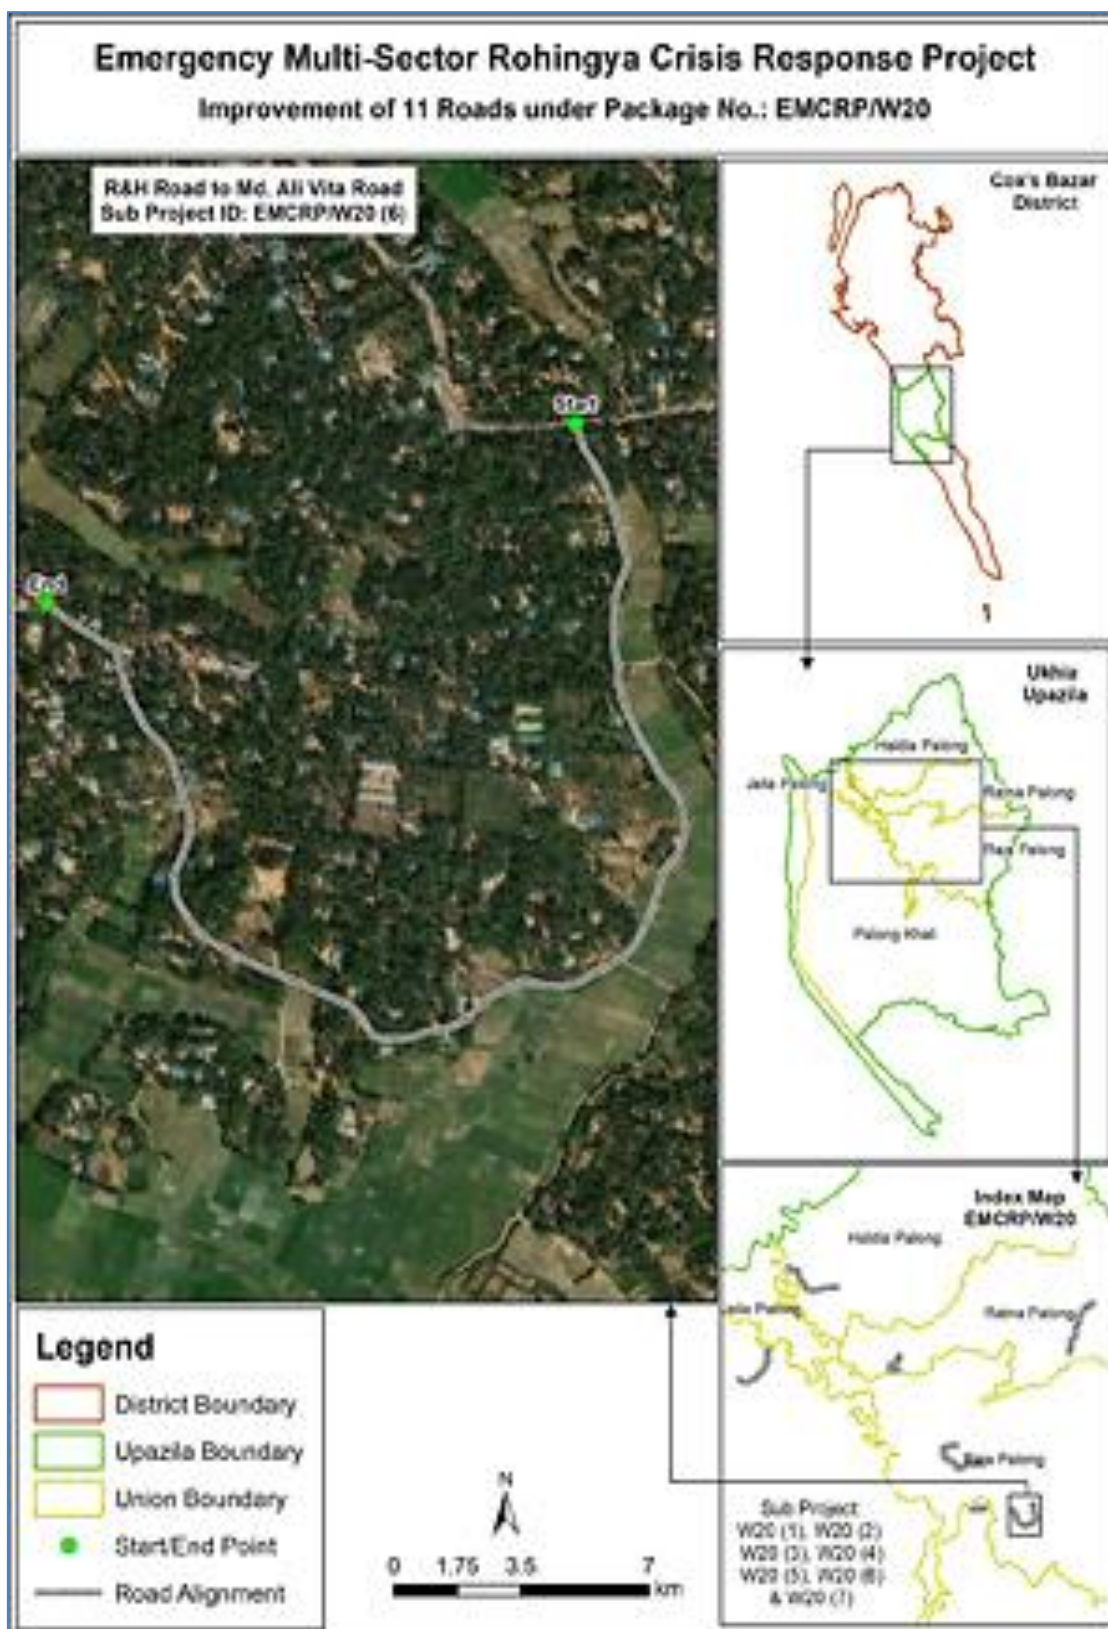 Emergency Multi-Sector Rohingya Crisis Response Project
Improvement of 11 Roads under Package No.: EMCRP/W20
R&H Road to Md. Ali Vita Road
Sub Project ID: EMCRP/W20 (6)
Start
End
Cox's Bazar
District
1
Ukhia
Upazila
Haldia Palong
Jalia Palong
Ratna Palong
Raja Palong
Palong Khali
Index Map
EMCRP/W20
Haldia Palong
Jalia Palong
Ratna Palong
Raja Palong
Sub Project
W20 (1), W20 (2)
W20 (3), W20 (4)
W20 (5), W20 (6)
& W20 (7)
Legend
District Boundary
Upazila Boundary
Union Boundary
Start/End Point
Road Alignment
N
0 1.75 3.5 7
km